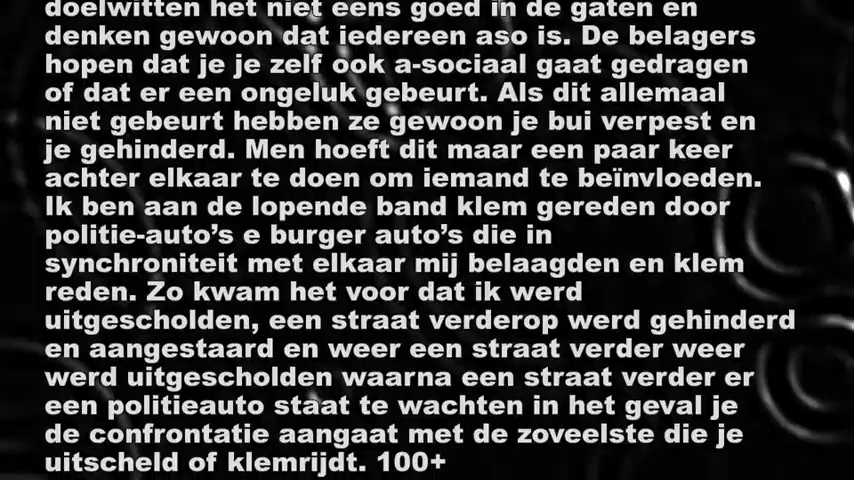 doelwitten het niet eens goed in de gaten en
denken gewoon dat iedereen aso is. De belagers
hopen dat je je zelf ook a-sociaal gaat gedragen
of dat er een ongeluk gebeurt. Als dit allemaal
niet gebeurt hebben ze gewoon je bui verpest en
je gehinderd. Men hoeft dit maar een paar keer
achter elkaar te doen om iemand te beïnvloeden.
Ik ben aan de lopende band klem gereden door
politie-auto’s e burger auto’s die in
synchroniteit met elkaar mij belaagden en klem
reden. Zo kwam het voor dat ik werd
uitgescholden, een straat verderop werd gehinderd
en aangestaard en weer een straat verder weer
werd uitgescholden waarna een straat verder er
een politieauto staat te wachten in het geval je
de confrontatie aangaat met de zoveelste die je
uitscheld of klemrijdt. 100+